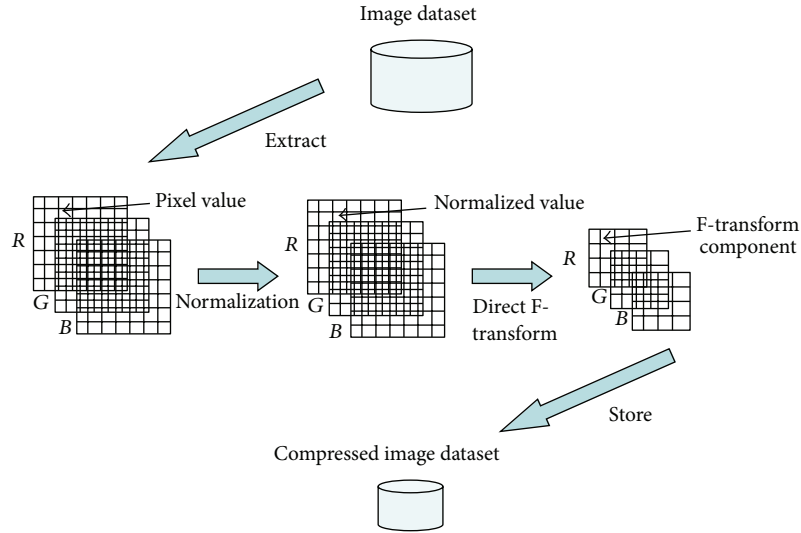 Image dataset
Extract
Pixel value
R
G
B
Normalization
Normalized value
R
G
B
Direct F-
transform
F-transform
component
R
G
B
Store
Compressed image dataset